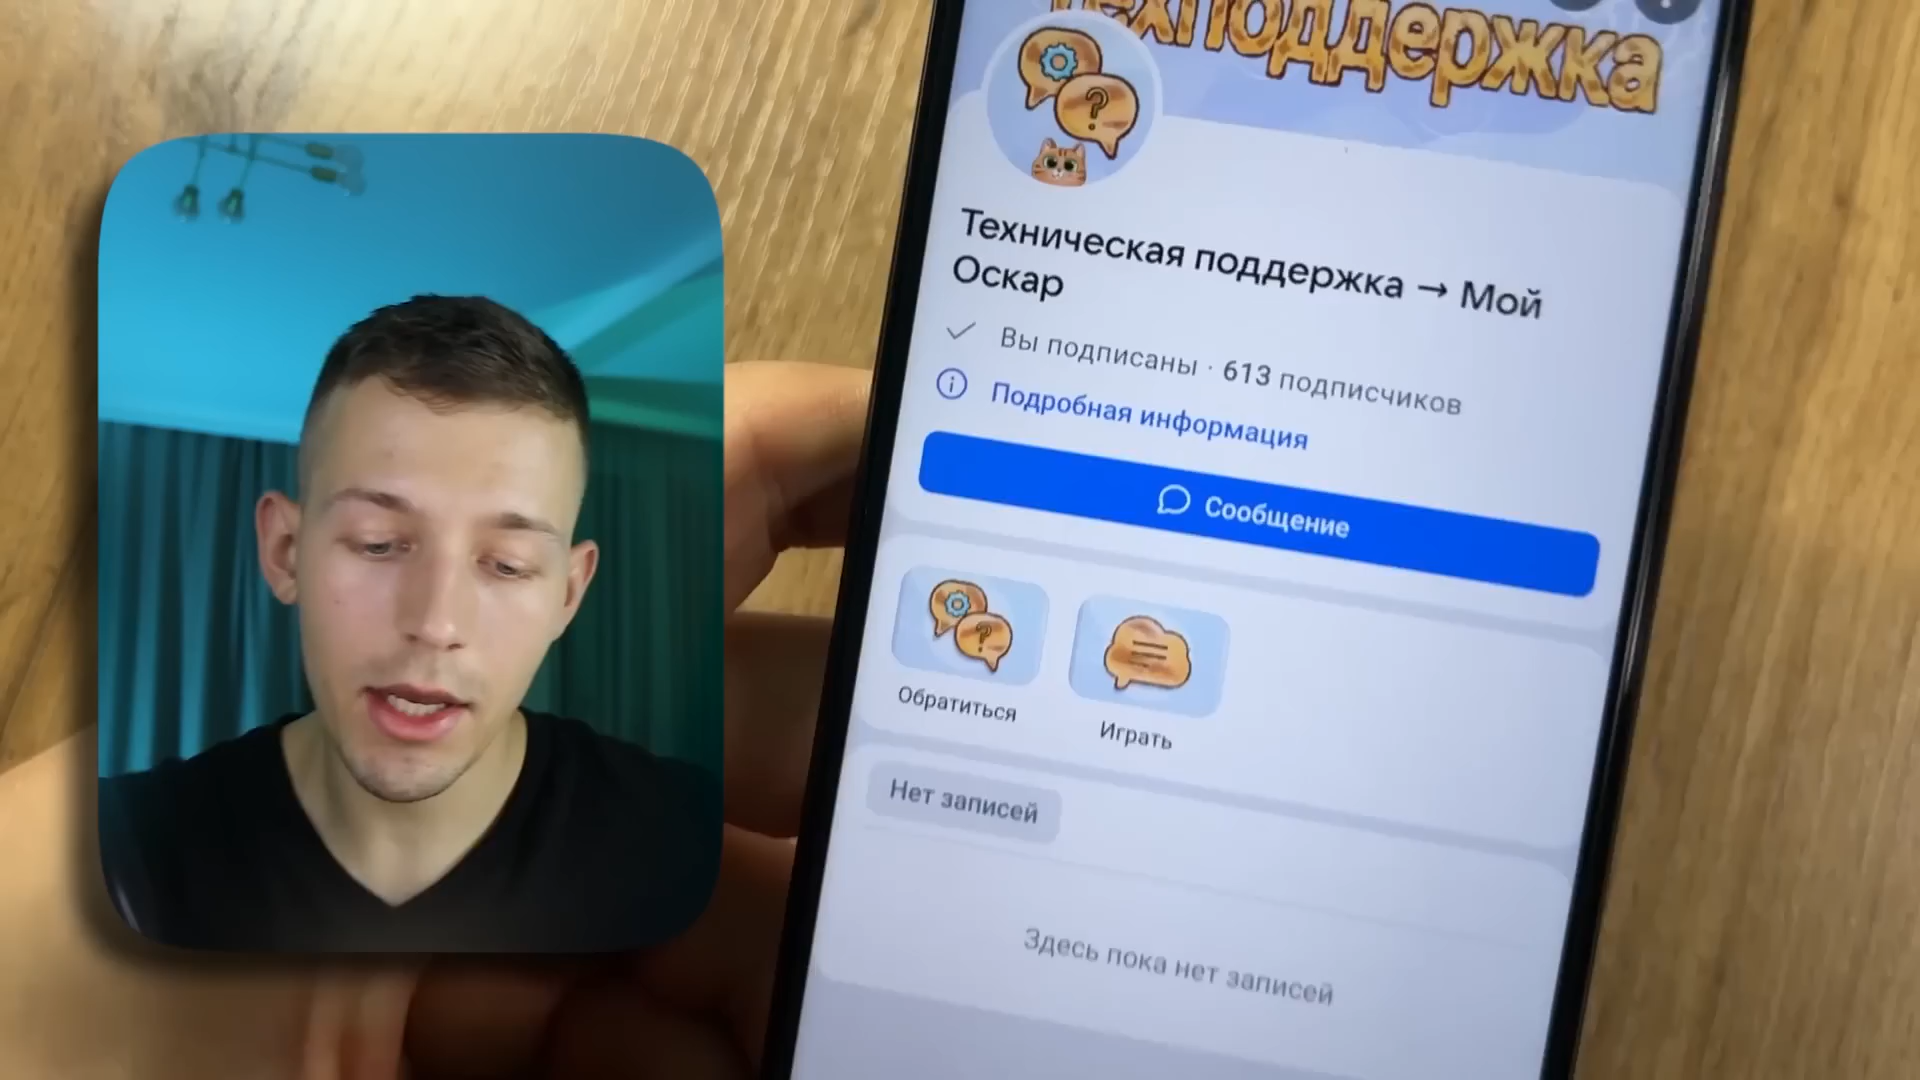 Техподдержка
Техническая поддержка → Мой
Оскар
Вы подписаны · 613 подписчиков
Подробная информация
Сообщение
Обратиться
Играть
Нет записей
Здесь пока нет записей